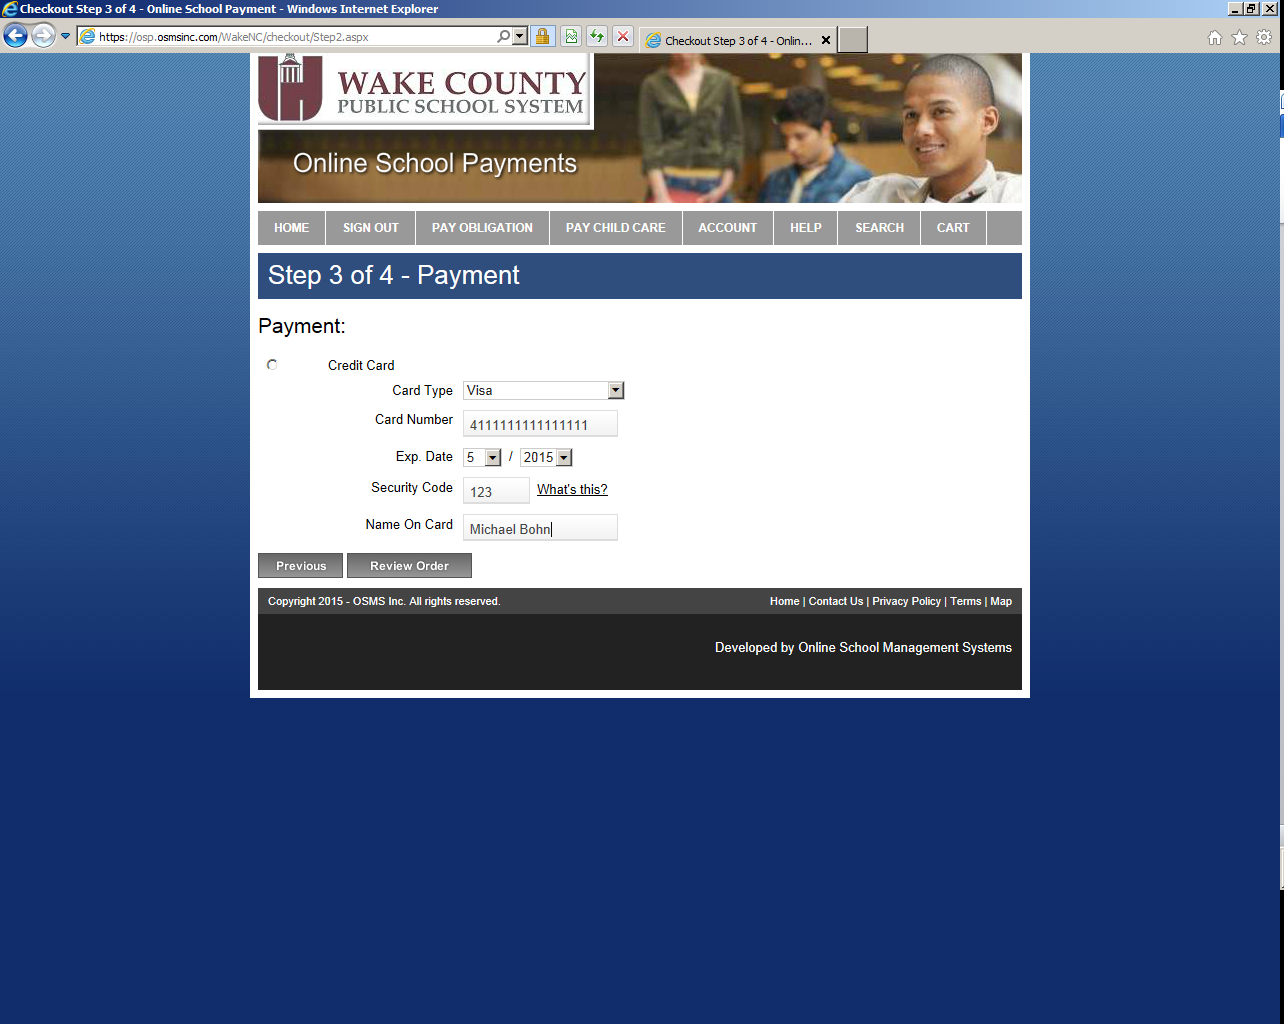 Checkout Step 3 of 4 - Online School Payment - Windows Internet Explorer
https://osp.osmsinc.com/WakeNC/checkout/Step2.aspx
Checkout Step 3 of 4 - Onlin...
WAKE COUNTY
PUBLIC SCHOOL SYSTEM
Online School Payments
HOME SIGN OUT PAY OBLIGATION PAY CHILD CARE ACCOUNT HELP SEARCH CART
Step 3 of 4 - Payment
Payment:
Credit Card
Card Type Visa
Card Number 4111111111111111
Exp. Date 5 / 2015
Security Code 123 What's this?
Name On Card Michael Bohn
Previous Review Order
Copyright 2015 - OSMS Inc. All rights reserved. Home | Contact Us | Privacy Policy | Terms | Map
Developed by Online School Management Systems